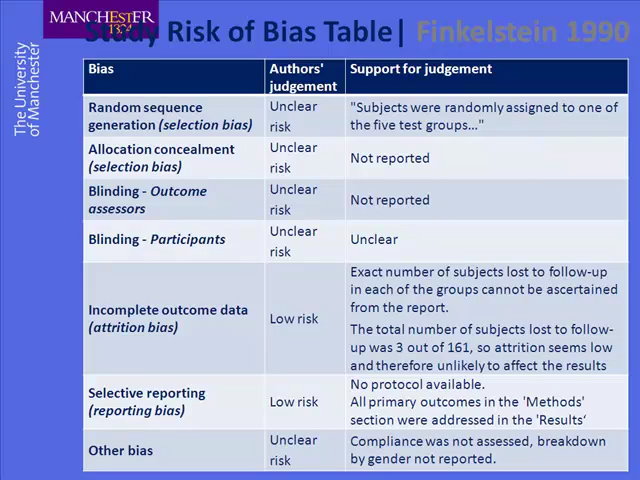 MANCHESTER
1824
The University
of Manchester
Study Risk of Bias Table| Finkelstein 1990
Bias
Authors'
judgement
Support for judgement
Random sequence
generation (selection bias)
Unclear
risk
"Subjects were randomly assigned to one of
the five test groups…"
Allocation concealment
(selection bias)
Unclear
risk
Not reported
Blinding - Outcome
assessors
Unclear
risk
Not reported
Blinding - Participants
Unclear
risk
Unclear
Incomplete outcome data
(attrition bias)
Low risk
Exact number of subjects lost to follow-up
in each of the groups cannot be ascertained
from the report.
The total number of subjects lost to follow-
up was 3 out of 161, so attrition seems low
and therefore unlikely to affect the results
Selective reporting
(reporting bias)
Low risk
No protocol available.
All primary outcomes in the 'Methods'
section were addressed in the 'Results‘
Other bias
Unclear
risk
Compliance was not assessed, breakdown
by gender not reported.